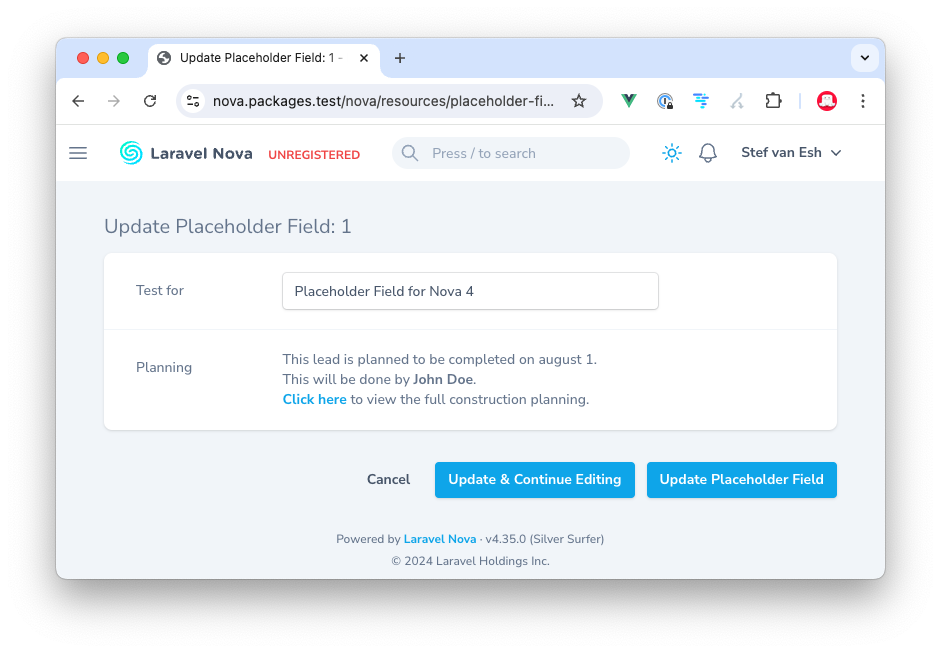 Update Placeholder Field: 1 -
nova.packages.test/nova/resources/placeholder-fi...
Laravel Nova UNREGISTERED Press / to search Stef van Esh
Update Placeholder Field: 1
Test for Placeholder Field for Nova 4
Planning
This lead is planned to be completed on august 1.
This will be done by John Doe.
Click here to view the full construction planning.
Cancel Update & Continue Editing Update Placeholder Field
Powered by Laravel Nova · v4.35.0 (Silver Surfer)
© 2024 Laravel Holdings Inc.